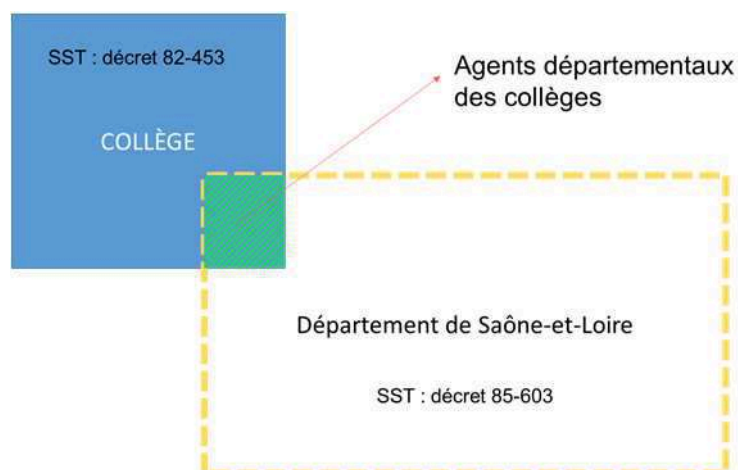 SST : décret 82-453
Agents départementaux
des collèges
COLLÈGE
Département de Saône-et-Loire
SST : décret 85-603